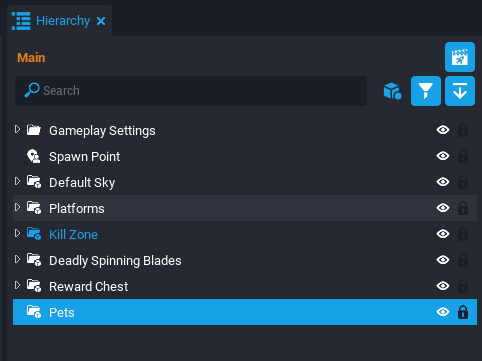 Hierarchy
Main
Search
Gameplay Settings
Spawn Point
Default Sky
Platforms
Kill Zone
Deadly Spinning Blades
Reward Chest
Pets